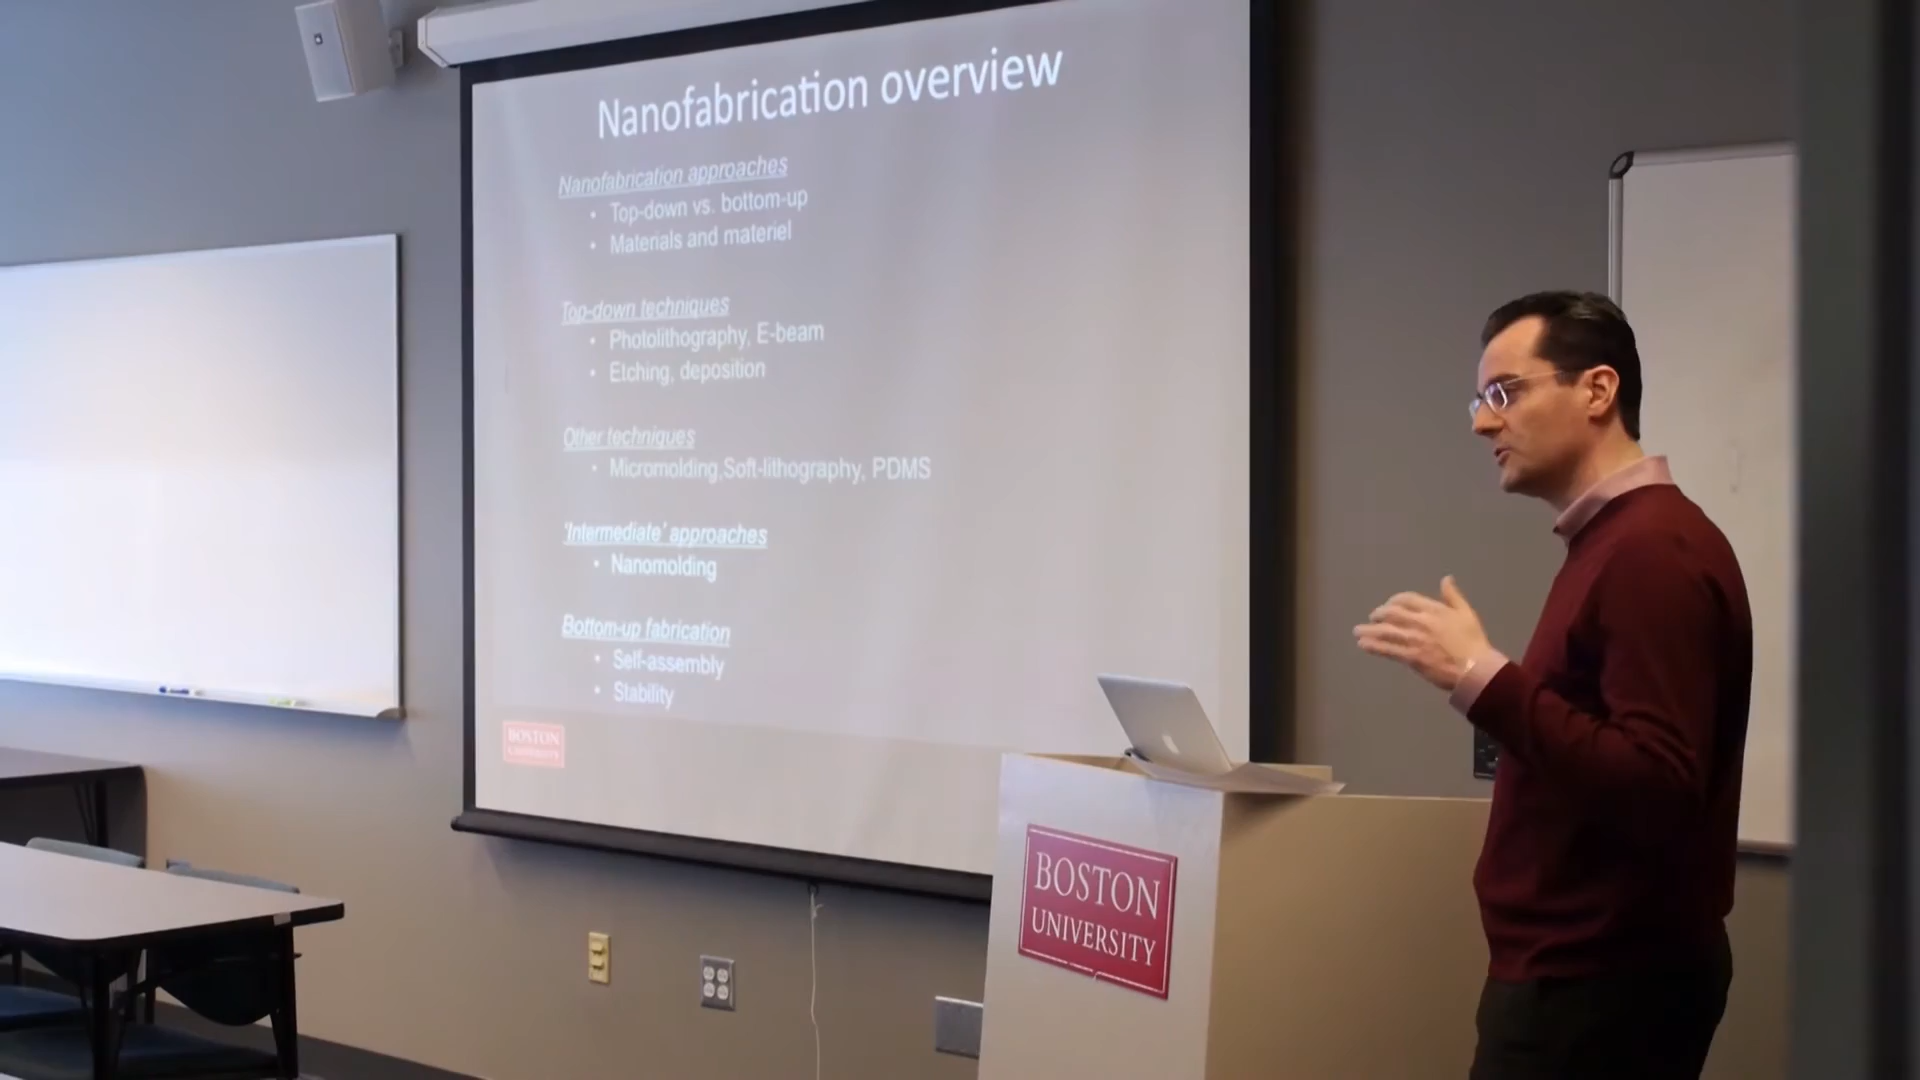 Nanofabrication overview
Nanofabrication approaches
• Top-down vs. bottom-up
• Materials and materiel
Top-down techniques
• Photolithography, E-beam
• Etching, deposition
Other techniques
• Micromolding,Soft-lithography, PDMS
'Intermediate' approaches
• Nanomolding
Bottom-up fabrication
• Self-assembly
• Stability
BOSTON
UNIVERSITY
BOSTON
UNIVERSITY